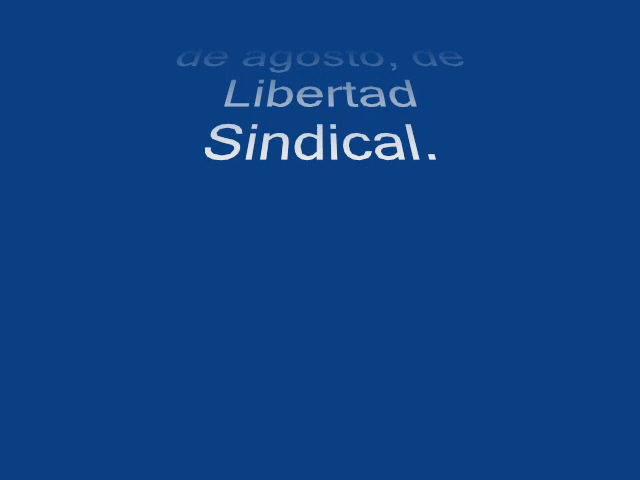 de agosto, de
Libertad
Sindical.